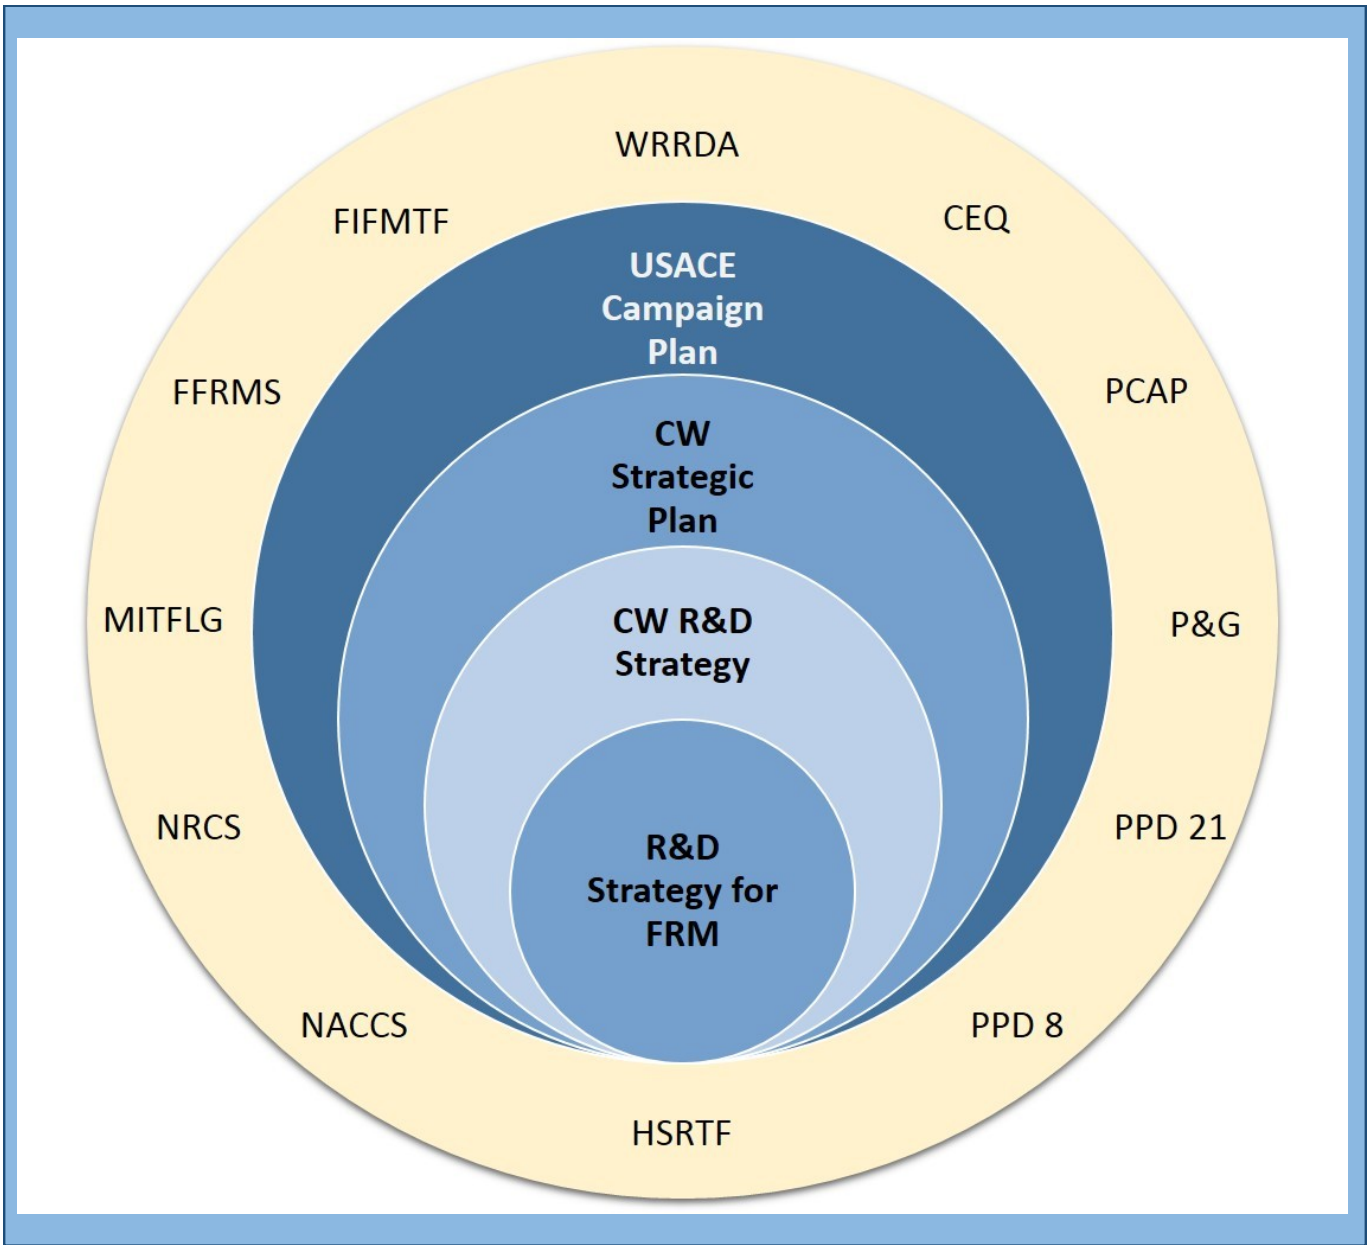 WRRDA
FIFMTF
CEQ
USACE
Campaign
Plan
FFRMS
PCAP
CW
Strategic
Plan
MITFLG
CW R&D
Strategy
P&G
NRCS
PPD 21
R&D
Strategy for
FRM
NACCS
PPD 8
HSRTF